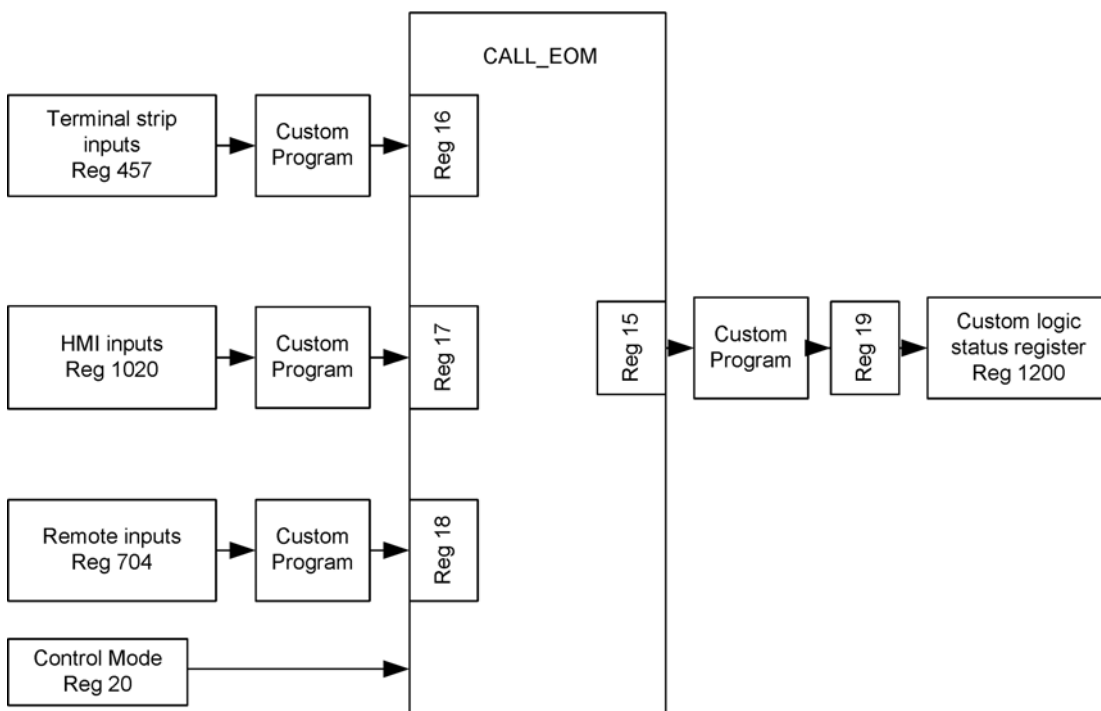 CALL_EOM
Terminal strip
inputs
Reg 457
Custom
Program
Reg 16
HMI inputs
Reg 1020
Custom
Program
Reg 17
Reg 15
Custom
Program
Reg 19
Custom logic
status register
Reg 1200
Remote inputs
Reg 704
Custom
Program
Reg 18
Control Mode
Reg 20